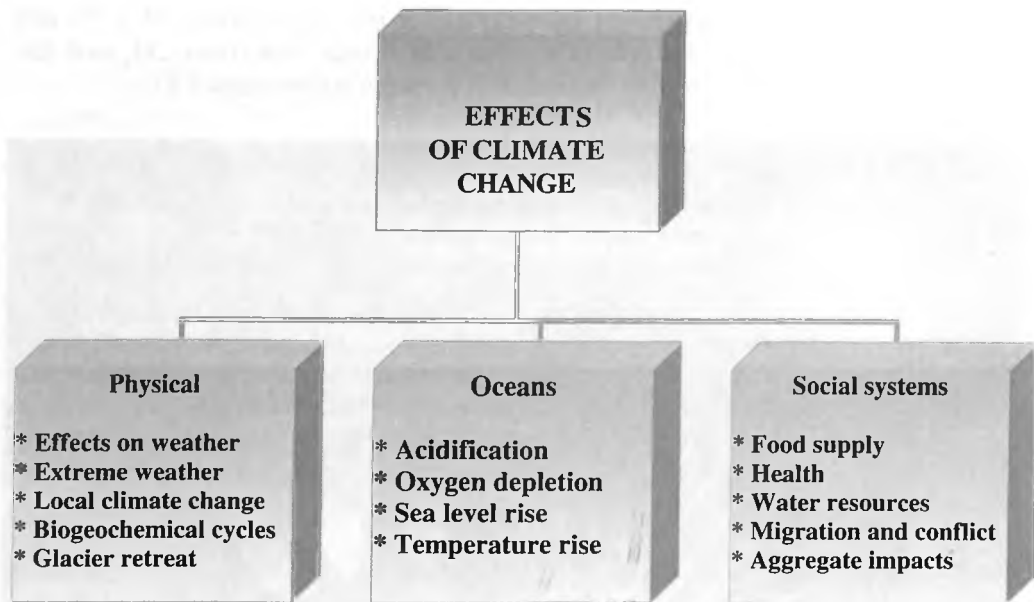 EFFECTS
OF CLIMATE
CHANGE
Physical
* Effects on weather
* Extreme weather
* Local climate change
* Biogeochemical cycles
* Glacier retreat
Oceans
* Acidification
* Oxygen depletion
* Sea level rise
* Temperature rise
Social systems
* Food supply
* Health
* Water resources
* Migration and conflict
* Aggregate impacts